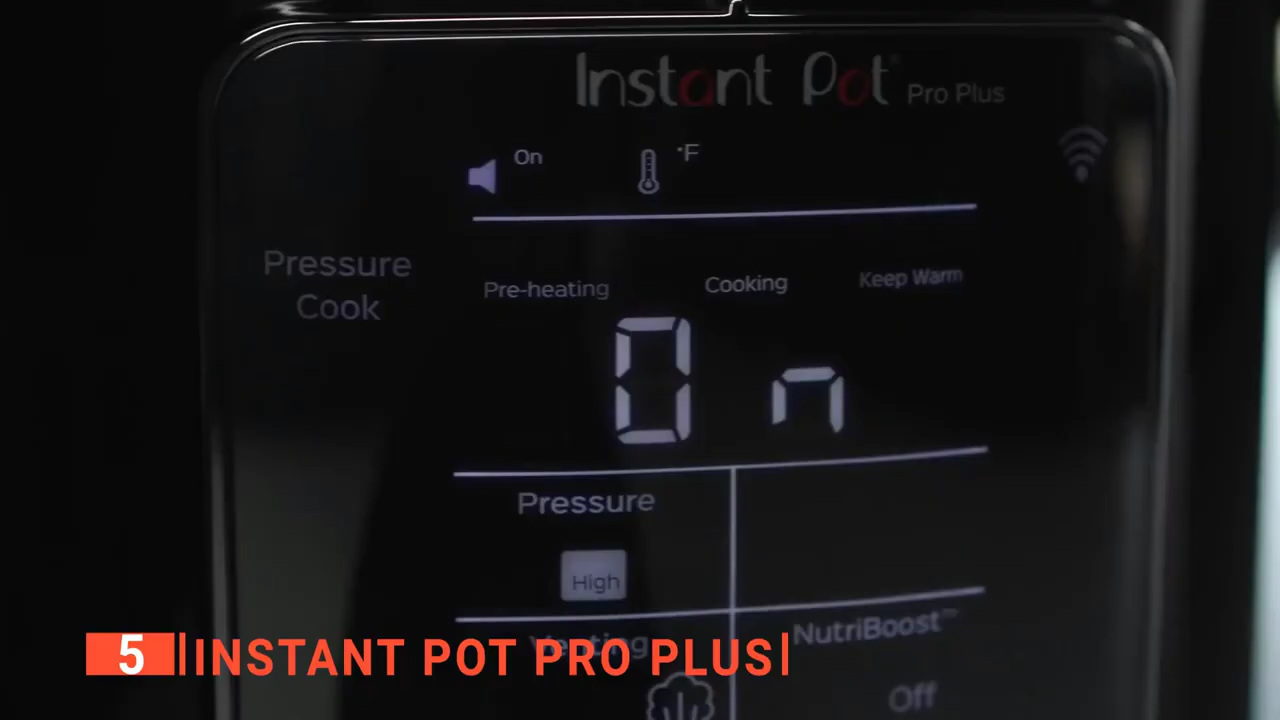 Instant Pot® Pro Plus
On
°F
Pressure
Cook
Pre-heating
Cooking
Keep Warm
On
Pressure
High
Venting
NutriBoost™
Off
5 INSTANT POT PRO PLUS